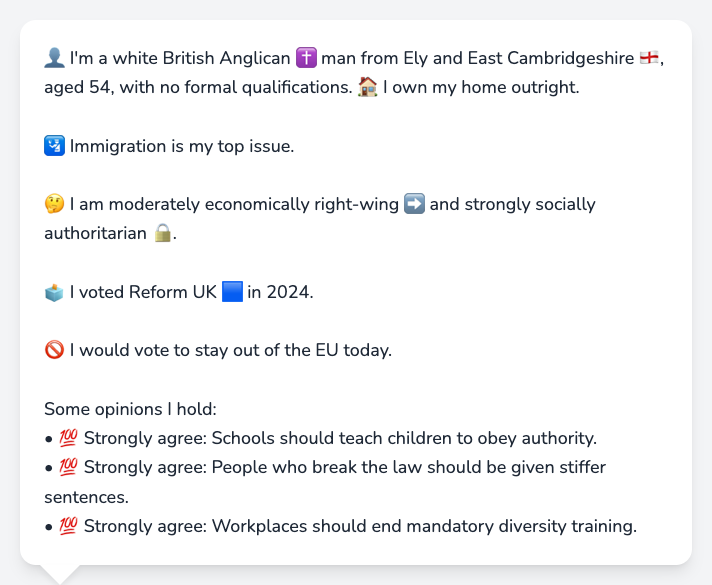 👤 I'm a white British Anglican ✝️ man from Ely and East Cambridgeshire 🏴󠁧󠁢󠁥󠁮󠁧󠁿,
aged 54, with no formal qualifications. 🏠 I own my home outright.
🛂 Immigration is my top issue.
🤔 I am moderately economically right-wing ➡️ and strongly socially
authoritarian 🔒.
🗳️ I voted Reform UK 🟦 in 2024.
🚫 I would vote to stay out of the EU today.
Some opinions I hold:
• 💯 Strongly agree: Schools should teach children to obey authority.
• 💯 Strongly agree: People who break the law should be given stiffer
sentences.
• 💯 Strongly agree: Workplaces should end mandatory diversity training.